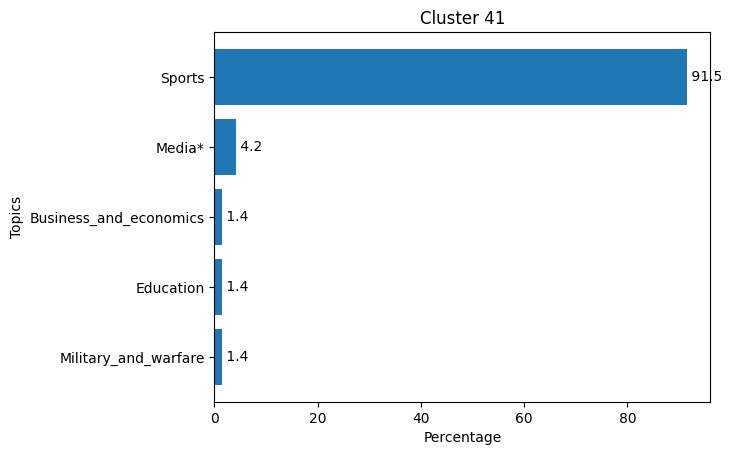 Cluster 41
Sports
91.5
Media*
4.2
Business_and_economics
1.4
Education
1.4
Military_and_warfare
1.4
Topics
0 20 40 60 80
Percentage